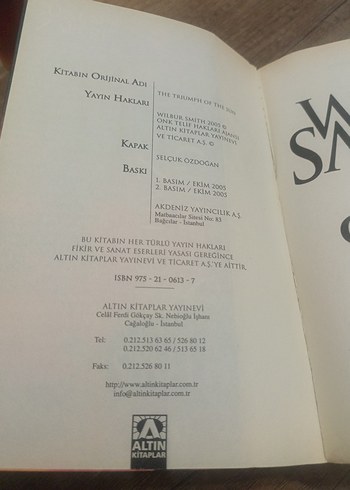 KITABIN ORIJINAL ADI
THE TRIUMPH OF THE SUN
YAYIN HAKLARI
WILBUR SMITH 2005 ©
ONK TELİF HAKLARI AJANSI
ALTIN KİTAPLAR YAYINEVİ
VE TİCARET A.Ş. ©
KAPAK
SELÇUK ÖZDOĞAN
BASKI
1. BASIM / EKİM 2005
2. BASIM / EKİM 2005
AKDENİZ YAYINCILIK A.Ş.
Matbaacılar Sitesi No. 83
Bağcılar - İstanbul
BU KİTABIN HER TÜRLÜ YAYIN HAKLARI
FİKİR VE SANAT ESERLERİ YASASI GEREĞİNCE
ALTIN KİTAPLAR YAYINEVİ VE TİCARET A.Ş.'YE AİTTİR.
ISBN 975 - 21 - 0613 - 7
ALTIN KİTAPLAR YAYINEVİ
Celâl Ferdi Gökçay Sk. Nebioğlu İşhanı
Cağaloğlu - İstanbul
Tel: 0.212.513 63 65 / 526 80 12
0.212.520 62 46 / 513 65 18
Faks: 0.212.526 80 11
http://www.altinkitaplar.com.tr
info@altinkitaplar.com.tr
ALTIN
KİTAPLAR
W
SM